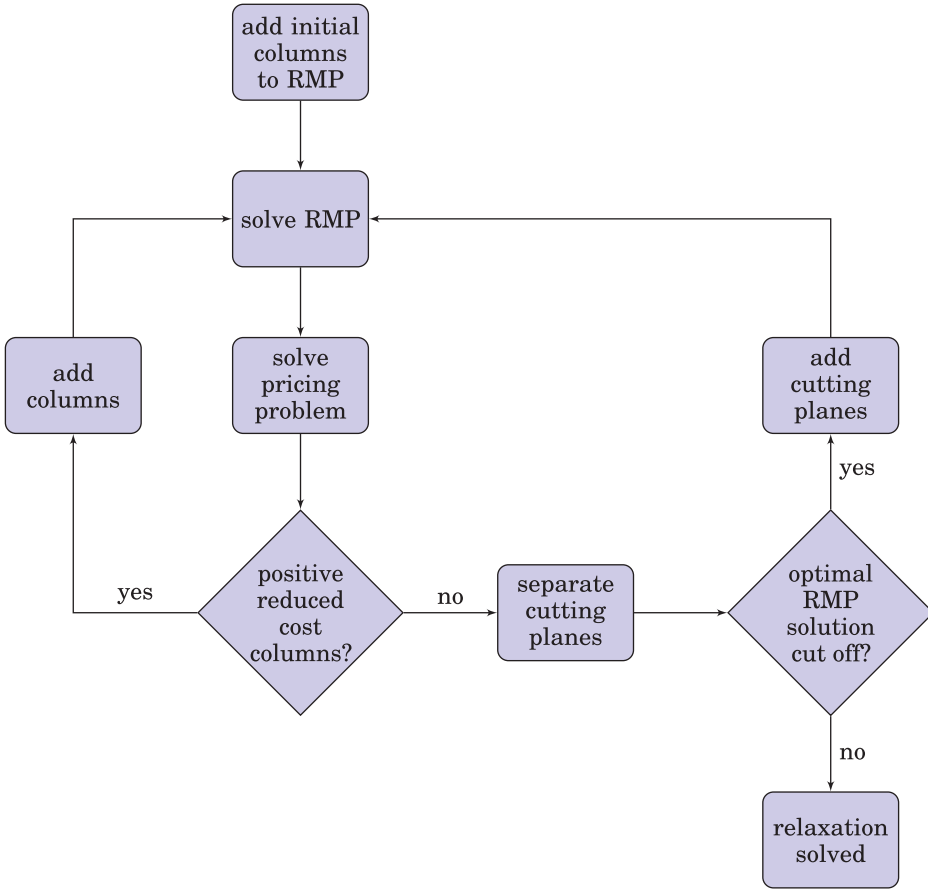 add initial
columns
to RMP
solve RMP
add
columns
solve
pricing
problem
add
cutting
planes
yes
positive
reduced
cost
columns?
yes
no
separate
cutting
planes
optimal
RMP
solution
cut off?
no
relaxation
solved